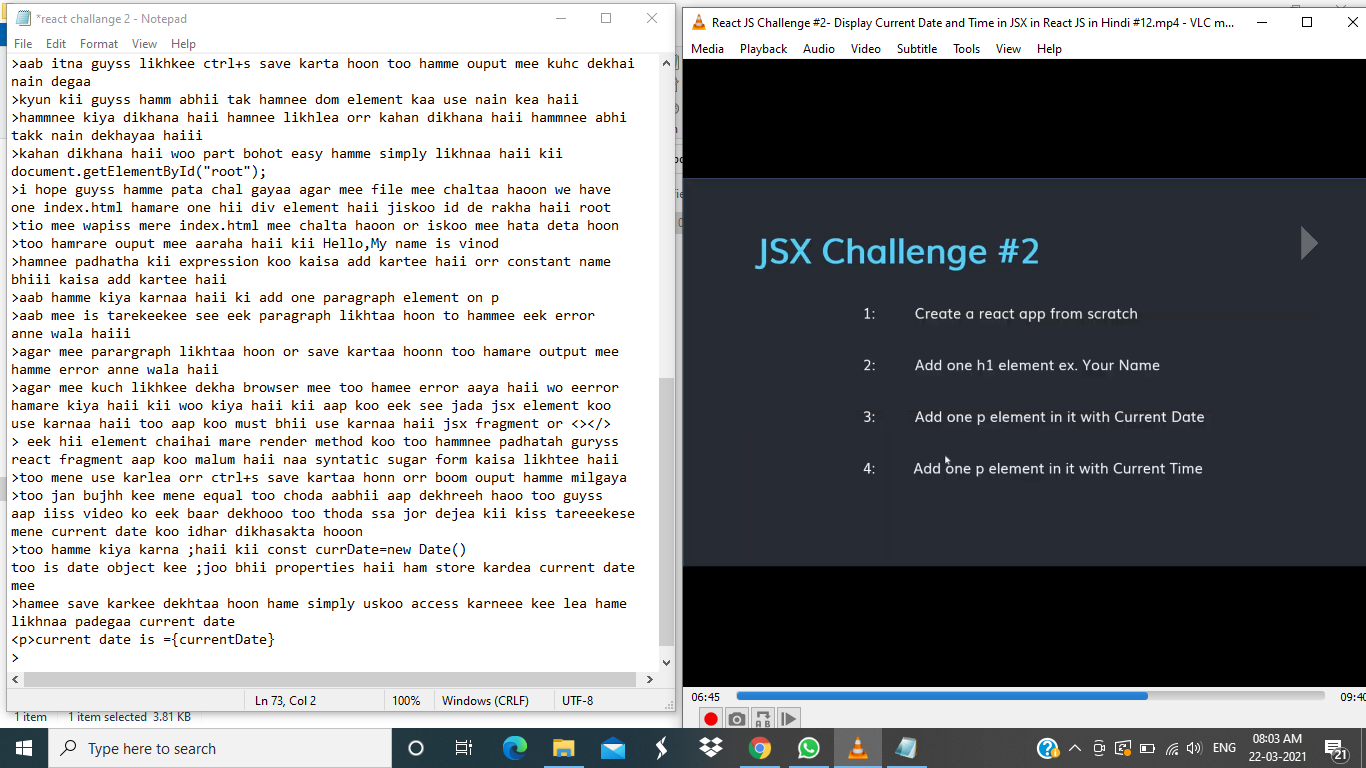 *react challange 2 - Notepad
File Edit Format View Help
>aab itna guyss likhkee ctrl+s save karta hoon too hamme ouput mee kuhc dekhai
nain degaa
>kyun kii guyss hamm abhii tak hamnee dom element kaa use nain kea haii
>hammnee kiya dikhana haii hamnee likhlea orr kahan dikhana haii hammnee abhi
takk nain dekhayaa haiii
>kahan dikhana haii woo part bohot easy hamme simply likhnaa haii kii
document.getElementById("root");
>i hope guyss hamme pata chal gayaa agar mee file mee chaltaa haoon we have
one index.html hamare one hii div element haii jiskoo id de rakha haii root
>tio mee wapiss mere index.html mee chalta haoon or iskoo mee hata deta hoon
>too hamrare ouput mee aaraha haii kii Hello,My name is vinod
>hamnee padhatha kii expression koo kaisa add kartee haii orr constant name
bhiii kaisa add kartee haii
>aab hamme kiya karnaa haii ki add one paragraph element on p
>aab mee is tarekeekee see eek paragraph likhtaa hoon to hammee eek error
anne wala haiii
>agar mee parargraph likhtaa hoon or save kartaa hoonn too hamare output mee
hamme error anne wala haii
>agar mee kuch likhkee dekha browser mee too hamee error aaya haii wo eerror
hamare kiya haii kii woo kiya haii kii aap koo eek see jada jsx element koo
use karnaa haii too aap koo must bhii use karnaa haii jsx fragment or <></>
> eek hii element chaihai mare render method koo too hammnee padhatah guryss
react fragment aap koo malum haii naa syntatic sugar form kaisa likhtee haii
>too mene use karlea orr ctrl+s save kartaa honn orr boom ouput hamme milgaya
>too jan bujhh kee mene equal too choda aabhii aap dekhreeh haoo too guyss
aap iiss video ko eek baar dekhooo too thoda ssa jor dejea kii kiss tareeekese
mene current date koo idhar dikhasakta hooon
>too hamme kiya karna ;haii kii const currDate=new Date()
too is date object kee ;joo bhii properties haii ham store kardea current date
mee
>hamee save karkee dekhtaa hoon hame simply uskoo access karneee kee lea hame
likhnaa padegaa current date
<p>current date is ={currentDate}
>
Ln 73, Col 2 100% Windows (CRLF) UTF-8
1 item 1 item selected 3.81 KB
React JS Challenge #2- Display Current Date and Time in JSX in React JS in Hindi #12.mp4 - VLC m...
Media Playback Audio Video Subtitle Tools View Help
JSX Challenge #2
1: Create a react app from scratch
2: Add one h1 element ex. Your Name
3: Add one p element in it with Current Date
4: Add one p element in it with Current Time
06:45 09:40
Type here to search
ENG
08:03 AM
22-03-2021
21